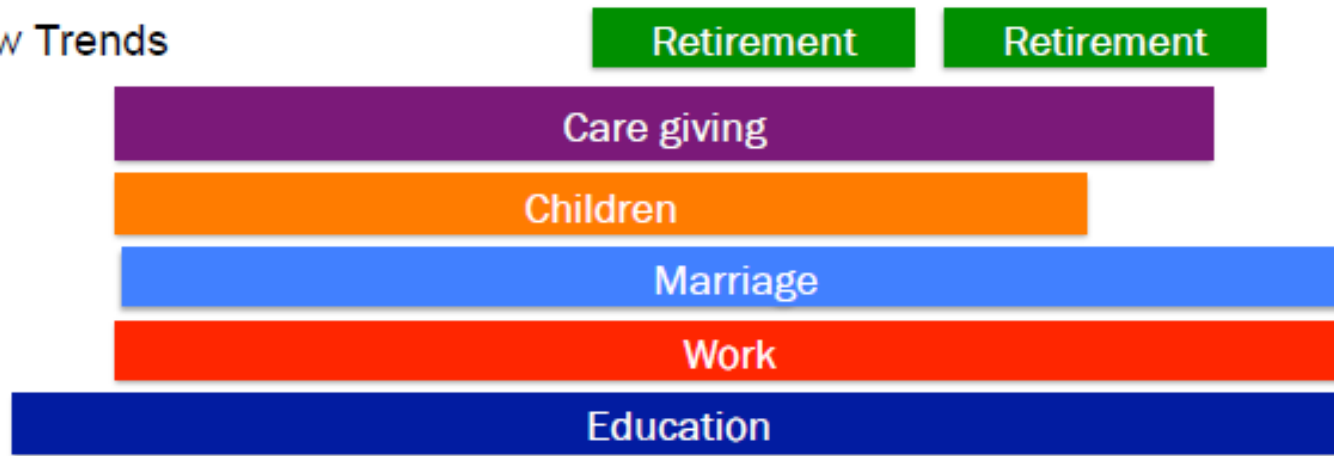 Trends Retirement Retirement
Care giving
Children
Marriage
Work
Education